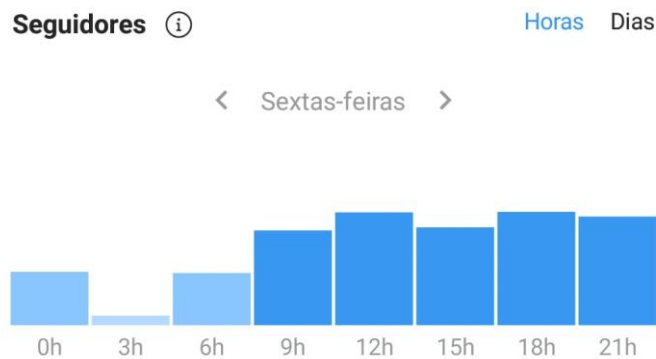 Seguidores Horas Dias
Sextas-feiras
0h 3h 6h 9h 12h 15h 18h 21h